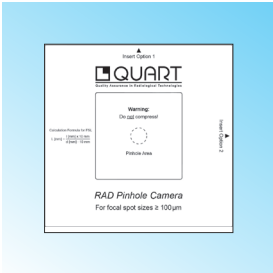 Insert Option 1
QUART
Quality Assurance in Radiological Technologies
Warning:
Do not compress!
Pinhole Area
Insert Option 2
RAD Pinhole Camera
For focal spot sizes ≥ 100µm